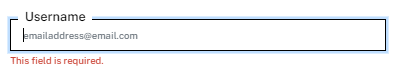 Username
emailaddress@email.com
This field is required.